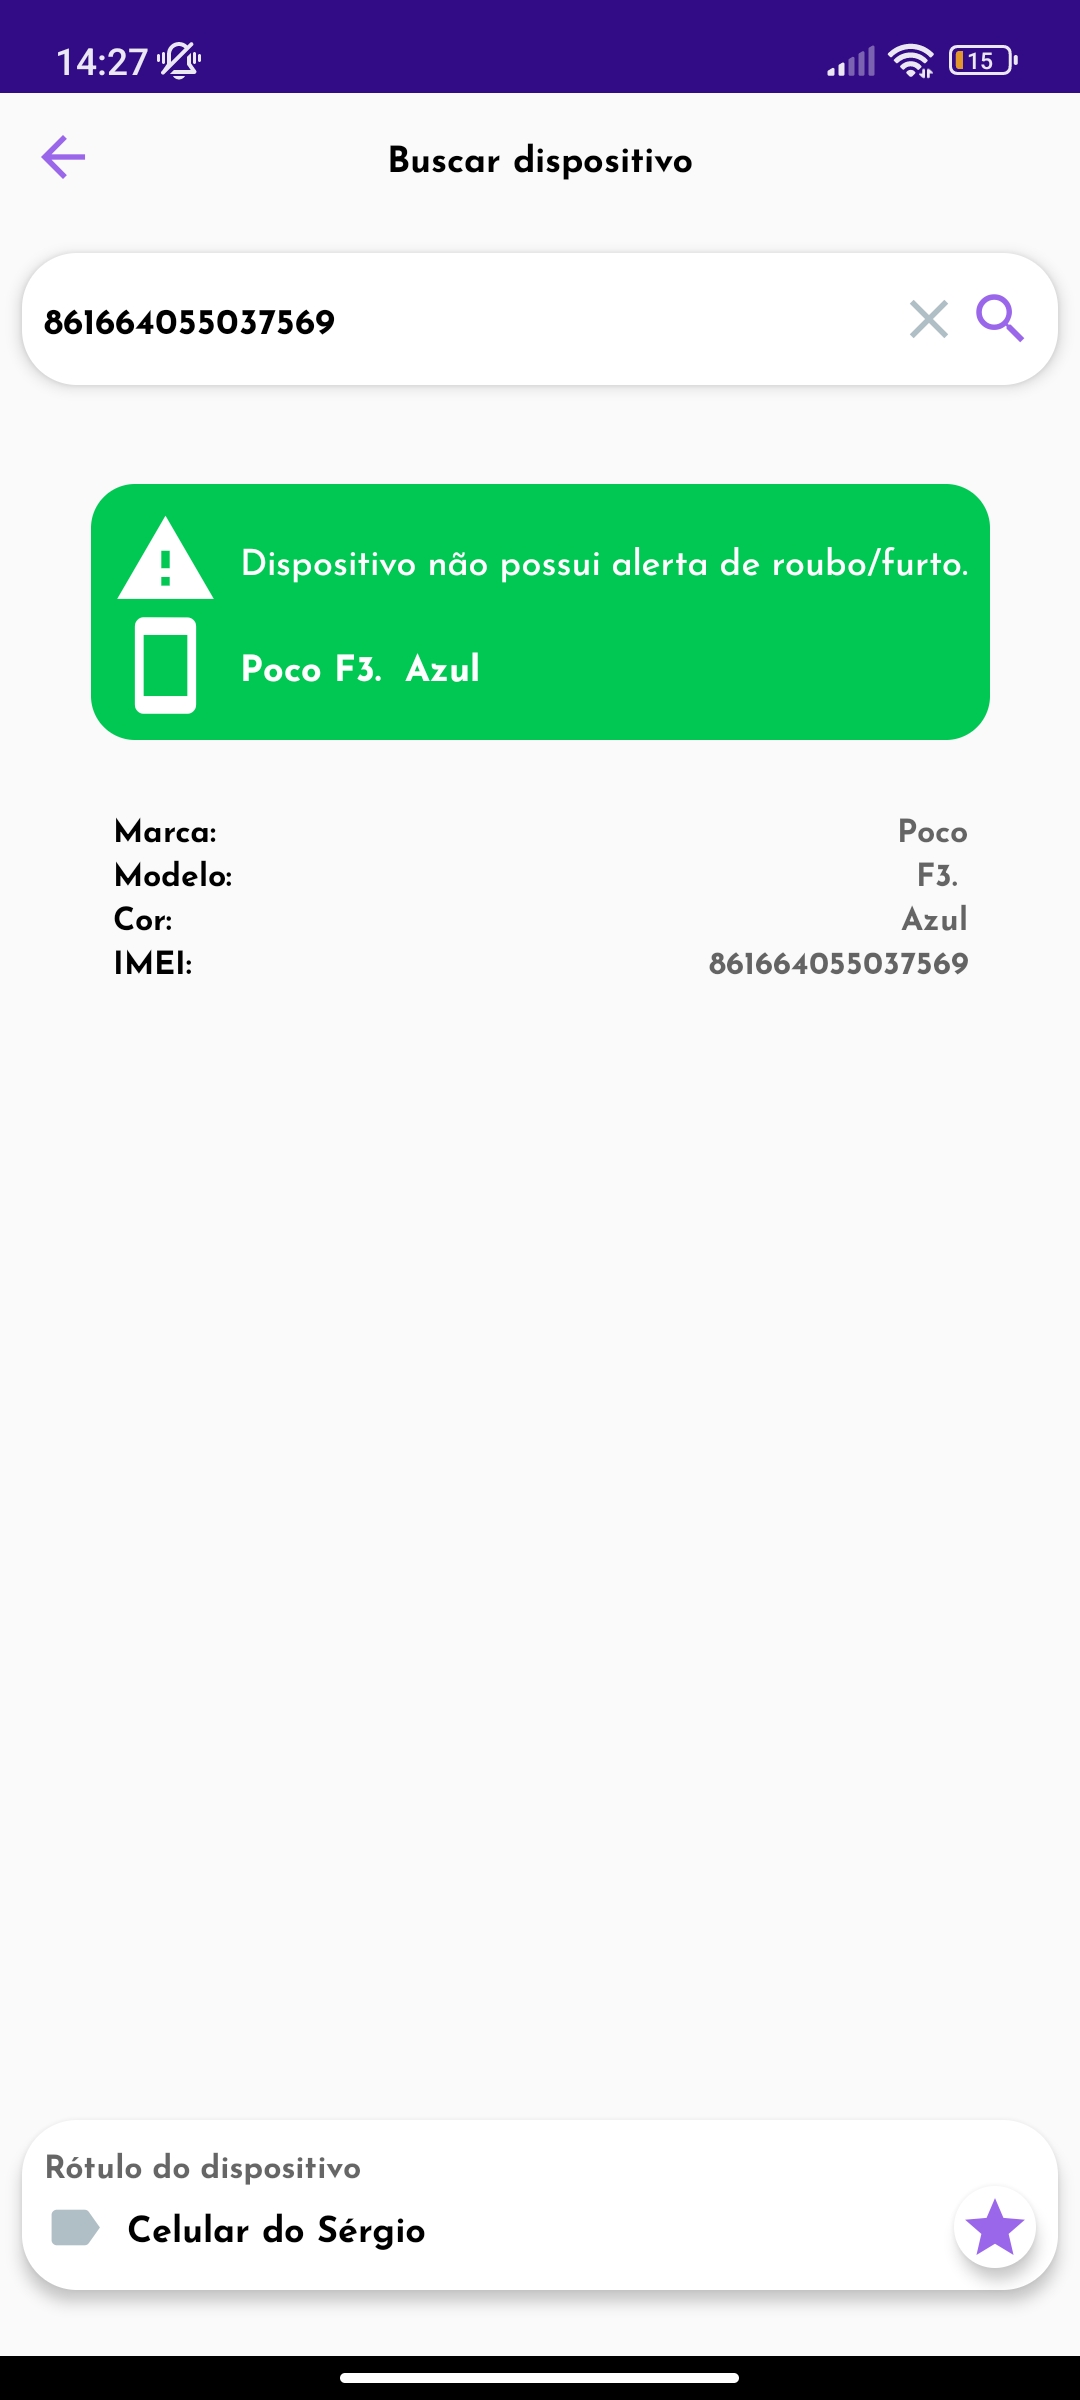 14:27
15
Buscar dispositivo
861664055037569
Dispositivo não possui alerta de roubo/furto.
Poco F3.  Azul
Marca: Poco
Modelo: F3.
Cor: Azul
IMEI: 861664055037569
Rótulo do dispositivo
Celular do Sérgio